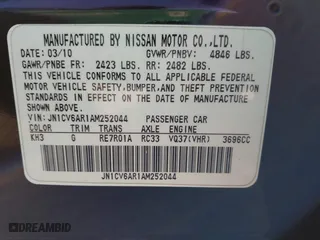 MANUFACTURED BY NISSAN MOTOR CO.,LTD.
DATE: 03/10 GVWR/PNBV: 4846 LBS.
GAWR/PNBE FR: 2423 LBS. RR: 2482 LBS.
THIS VEHICLE CONFORMS TO ALL APPLICABLE FEDERAL
MOTOR VEHICLE SAFETY,BUMPER,AND THEFT PREVENTION
STANDARDS IN EFFECT ON THE DATE OF MANUFACTURE
SHOWN ABOVE.
VIN: JN1CV6AR1AM252044 PASSENGER CAR
COLOR TRIM TRANS AXLE ENGINE
KH3 G RE7R01A RC33 VQ37(VHR) 3696CC
JN1CV6AR1AM252044
DREAMBID